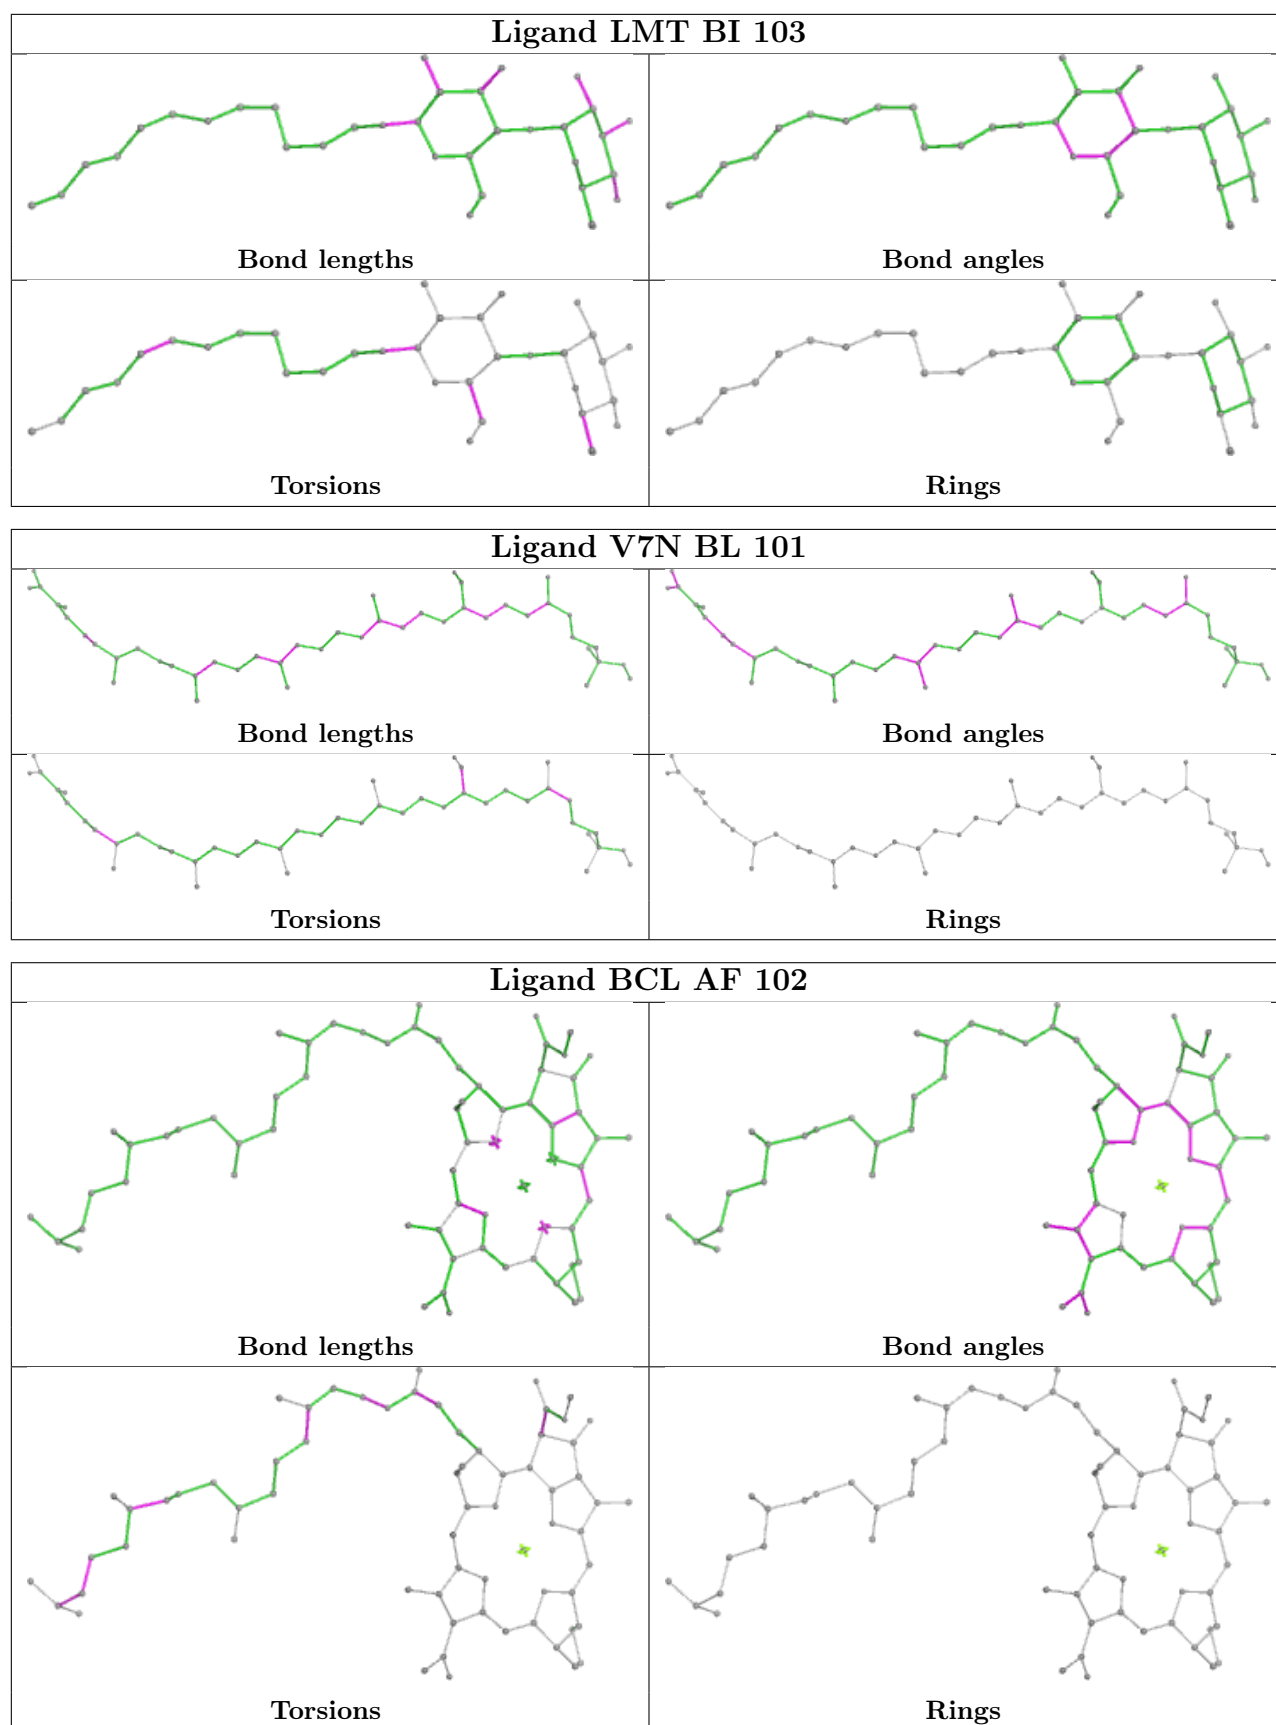 Ligand LMT BI 103
Bond lengths
Bond angles
Torsions
Rings
Ligand V7N BL 101
Bond lengths
Bond angles
Torsions
Rings
Ligand BCL AF 102
Bond lengths
Bond angles
Torsions
Rings